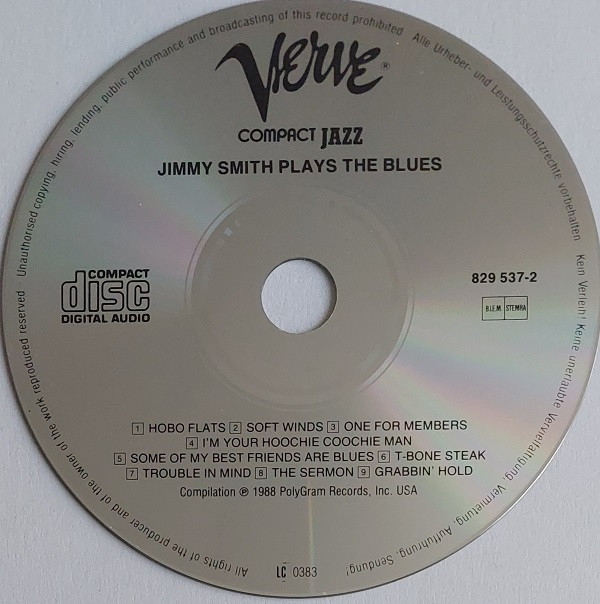 Unauthorised copying, hiring, lending, public performance and broadcasting of this record prohibited
Alle Urheber- und Leistungsschutzrechte vorbehalten
Kein Verleih! Keine unerlaubte Vervielfältigung, Vermietung, Aufführung, Sendung!
VERVE®
COMPACT JAZZ
JIMMY SMITH PLAYS THE BLUES
COMPACT
disc
DIGITAL AUDIO
829 537-2
B.I.E.M STEMRA
1 HOBO FLATS 2 SOFT WINDS 3 ONE FOR MEMBERS
4 I'M YOUR HOOCHIE COOCHIE MAN
5 SOME OF MY BEST FRIENDS ARE BLUES 6 T-BONE STEAK
7 TROUBLE IN MIND 8 THE SERMON 9 GRABBIN' HOLD
Compilation ℗ 1988 PolyGram Records, Inc. USA
LC 0383
All rights of the producer and of the owner of the work reproduced reserved